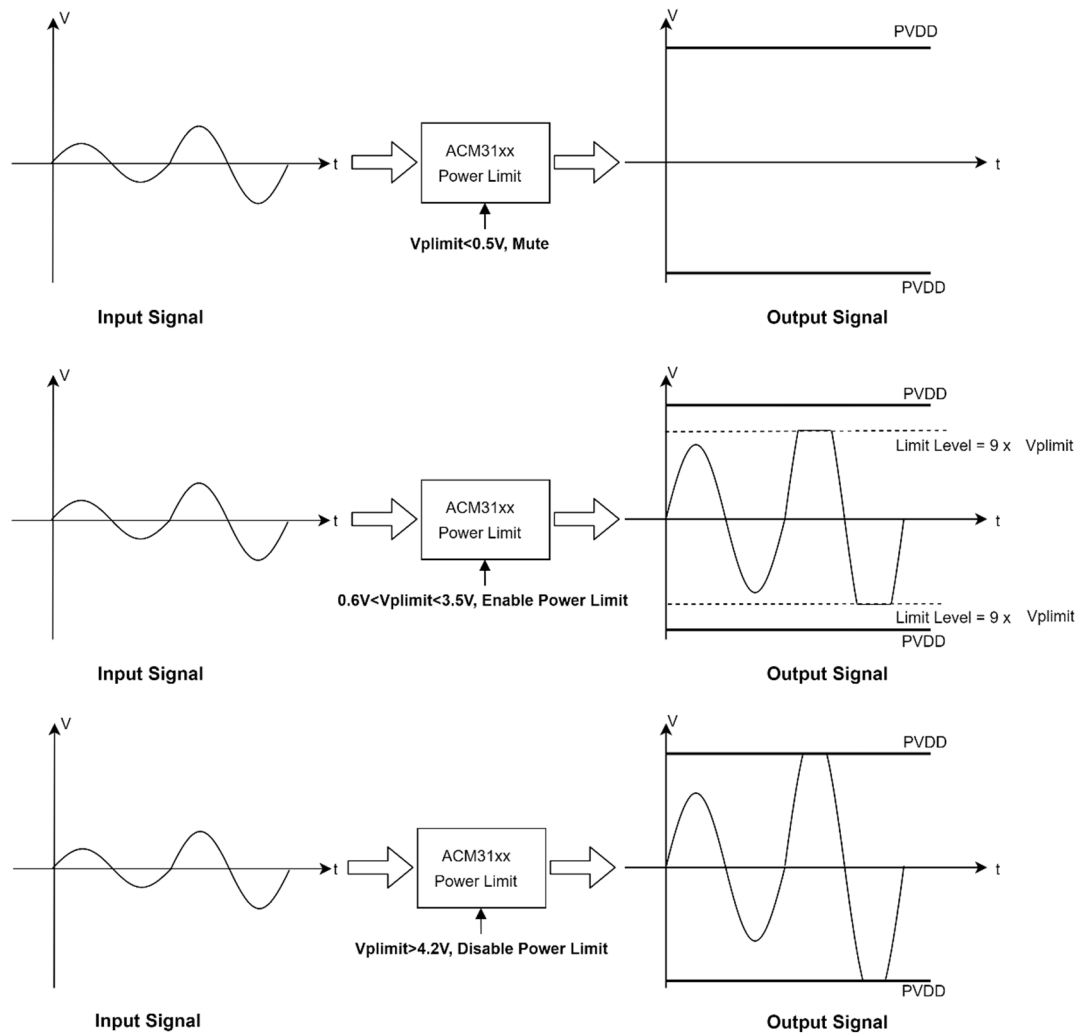 V
t
ACM31xx
Power Limit
Vplimit<0.5V, Mute
V
PVDD
t
PVDD
Input Signal
Output Signal
V
t
ACM31xx
Power Limit
0.6V<Vplimit<3.5V, Enable Power Limit
V
PVDD
Limit Level = 9 x Vplimit
t
Limit Level = 9 x Vplimit
PVDD
Input Signal
Output Signal
V
t
ACM31xx
Power Limit
Vplimit>4.2V, Disable Power Limit
V
PVDD
t
PVDD
Input Signal
Output Signal